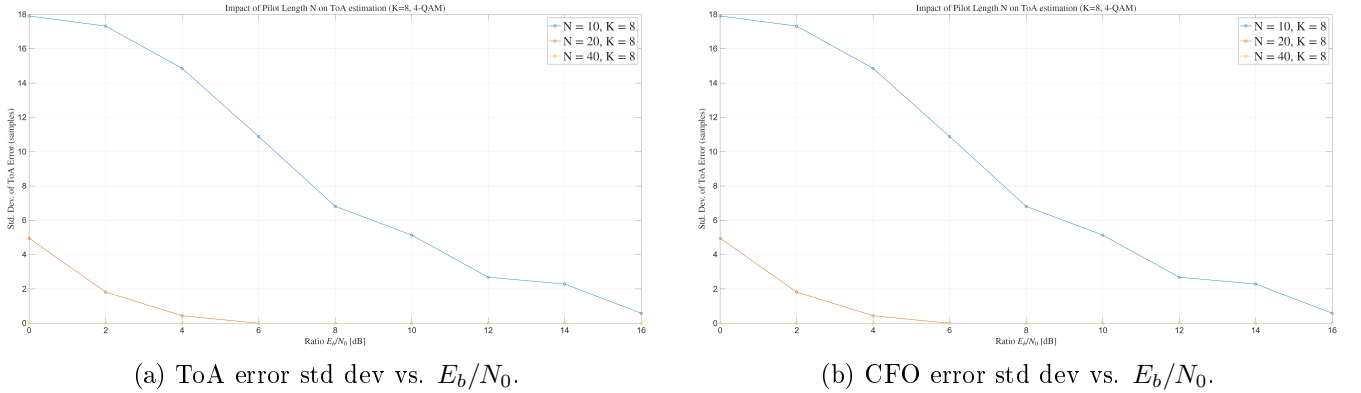 Impact of Pilot Length N on ToA estimation (K=8, 4-QAM)
N = 10, K = 8
N = 20, K = 8
N = 40, K = 8
Std. Dev. of ToA Error (samples)
18
16
14
12
10
8
6
4
2
0
0 2 4 6 8 10 12 14 16
Ratio E_b/N_0 [dB]
(a) ToA error std dev vs. E_b/N_0.
Impact of Pilot Length N on ToA estimation (K=8, 4-QAM)
N = 10, K = 8
N = 20, K = 8
N = 40, K = 8
Std. Dev. of ToA Error (samples)
18
16
14
12
10
8
6
4
2
0
0 2 4 6 8 10 12 14 16
Ratio E_b/N_0 [dB]
(b) CFO error std dev vs. E_b/N_0.